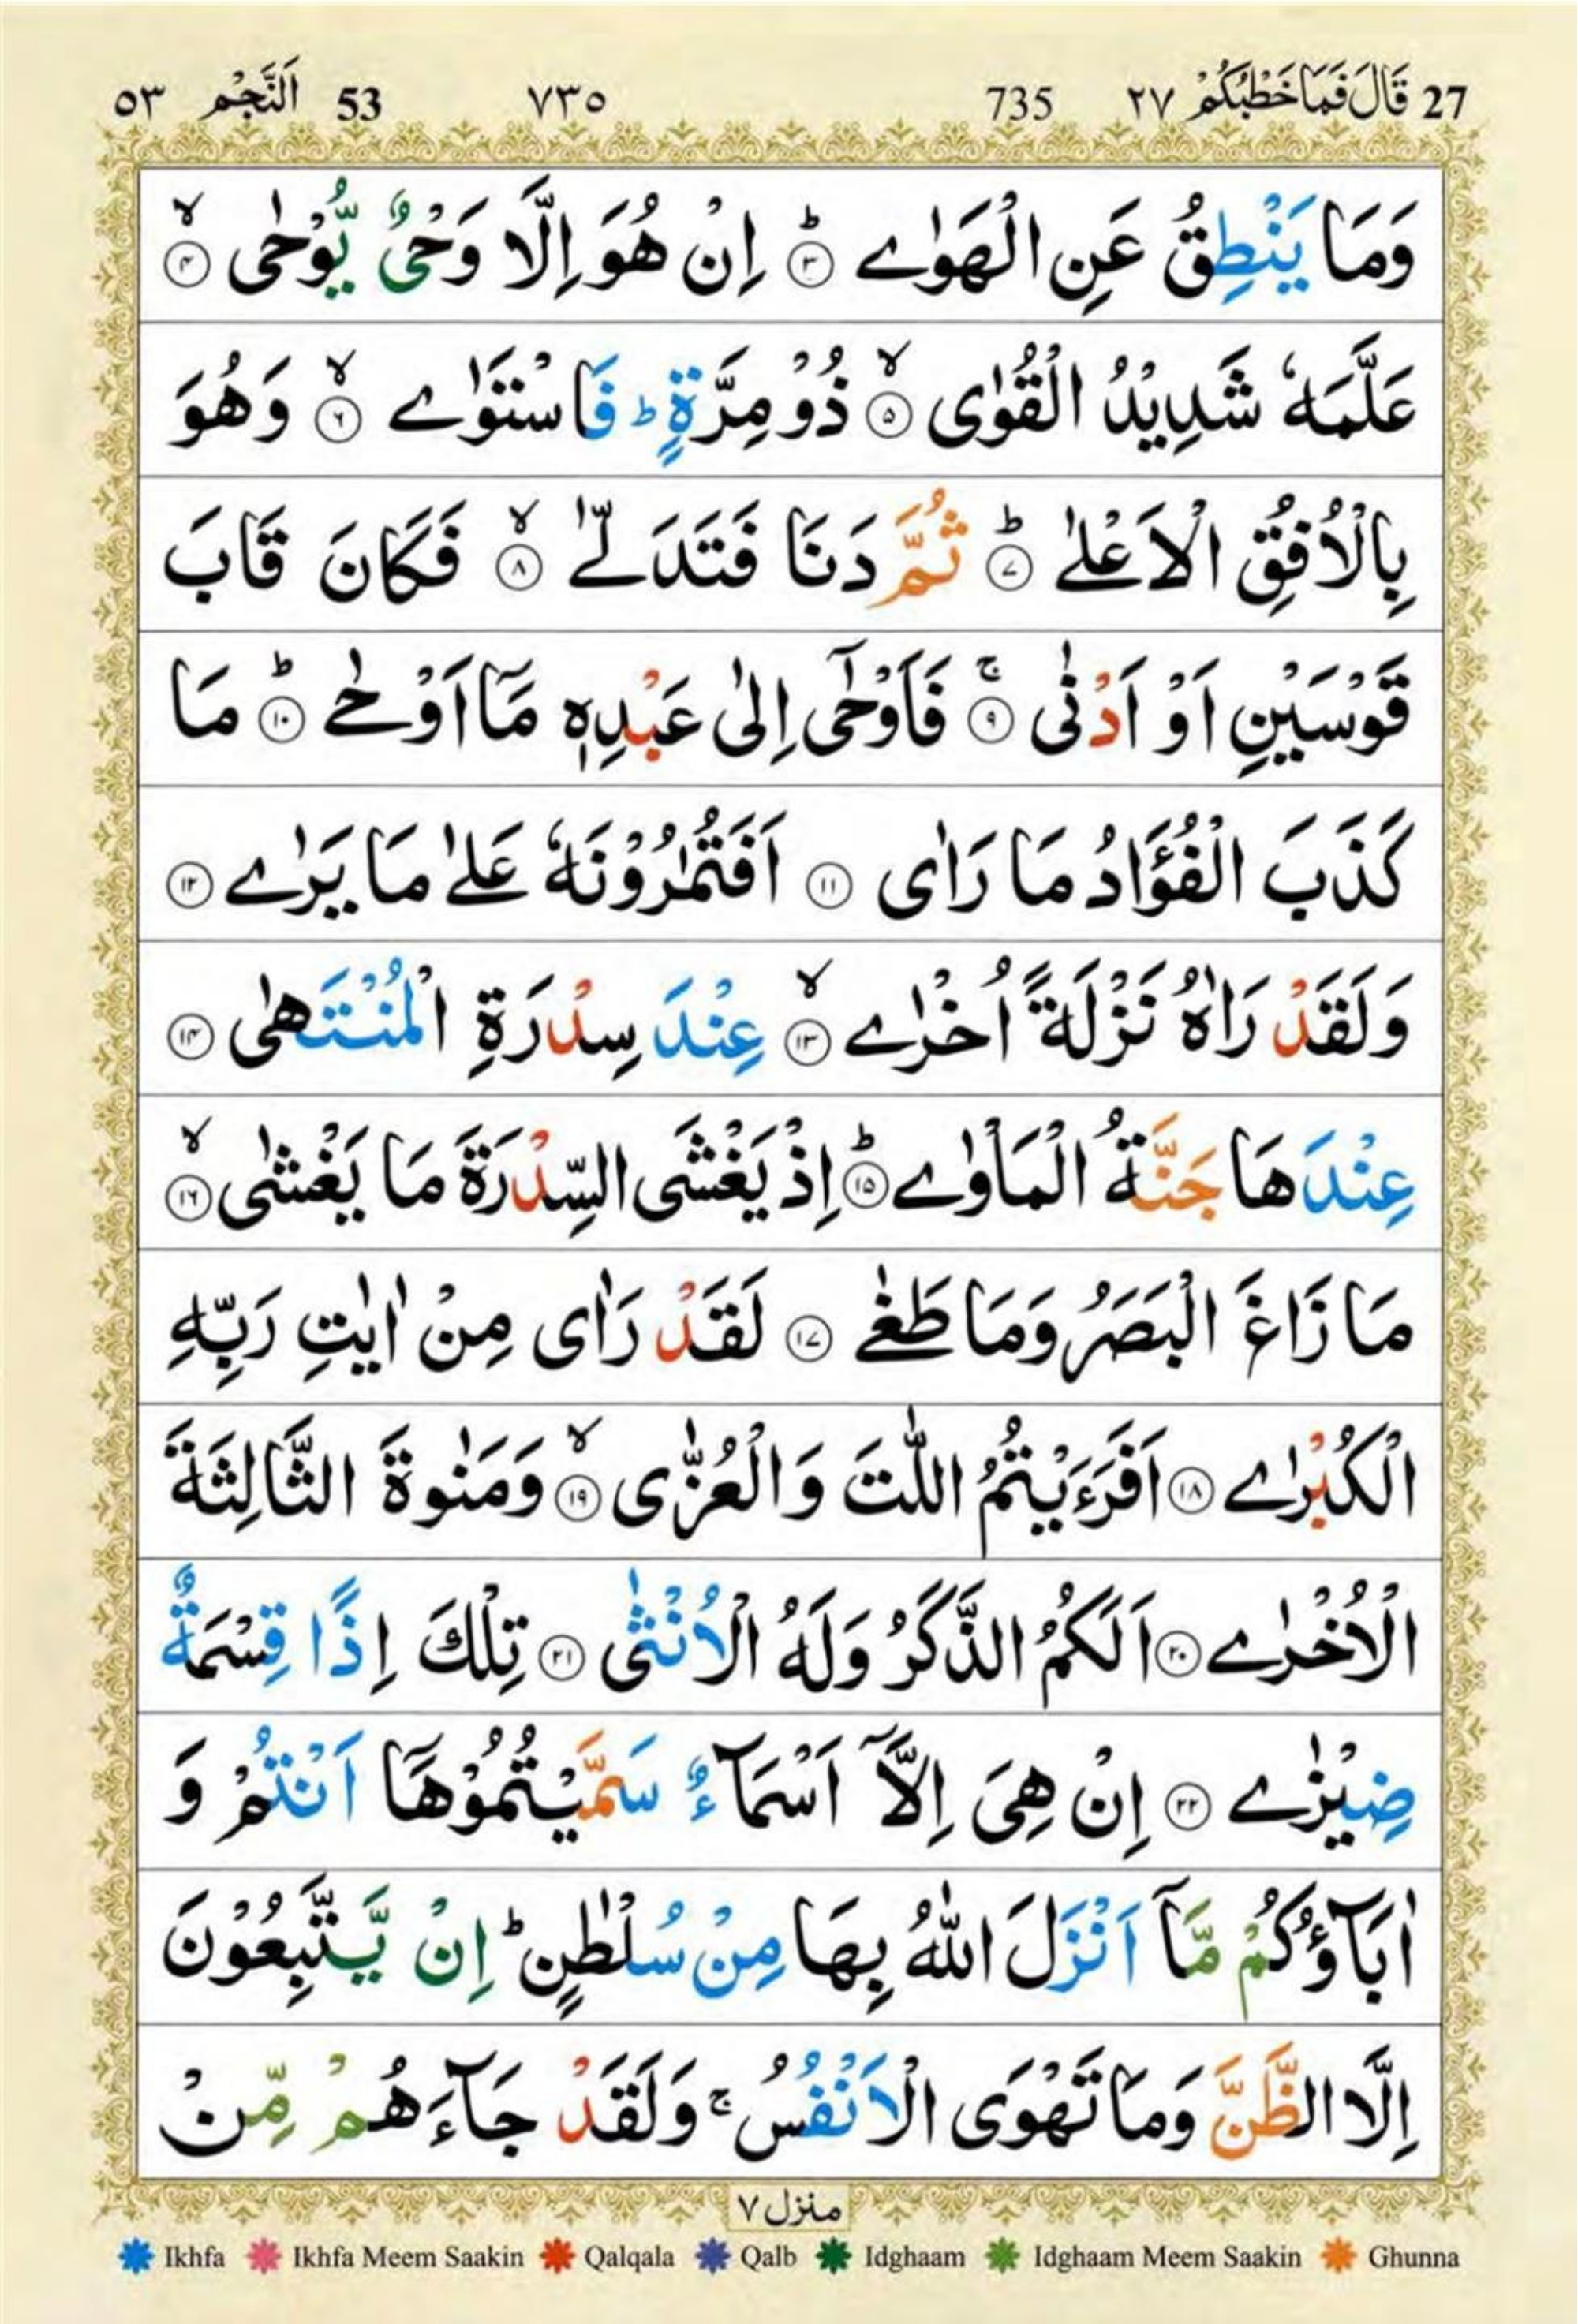 27 قَالَ فَمَا خَطْبُكُمْ ٢٧ 735 ٧٣٥ 53 اَلنَّجْم ٥٣
وَمَا يَنْطِقُ عَنِ الْهَوٰے ؕ ۝٣ اِنْ هُوَ اِلَّا وَحْیٌ یُّوْحٰی ۙ ۝٤
عَلَّمَهٗ شَدِیْدُ الْقُوٰی ۙ ۝٥ ذُوْ مِرَّةٍ ؕ فَاسْتَوٰے ۙ ۝٦ وَهُوَ
بِالْاُفُقِ الْاَعْلٰے ؕ ۝٧ ثُمَّ دَنَا فَتَدَلّٰے ۙ ۝٨ فَكَانَ قَابَ
قَوْسَیْنِ اَوْ اَدْنٰی ۚ ۝٩ فَاَوْحٰۤی اِلٰی عَبْدِهٖ مَاۤ اَوْحٰے ؕ ۝١٠ مَا
كَذَبَ الْفُؤَادُ مَا رَاٰی ۝١١ اَفَتُمٰرُوْنَهٗ عَلٰے مَا یَرٰے ۝١٢
وَلَقَدْ رَاٰهُ نَزْلَةً اُخْرٰے ۙ ۝١٣ عِنْدَ سِدْرَةِ الْمُنْتَهٰی ۝١٤
عِنْدَهَا جَنَّةُ الْمَاْوٰے ؕ ۝١٥ اِذْ یَغْشَی السِّدْرَةَ مَا یَغْشٰی ۙ ۝١٦
مَا زَاغَ الْبَصَرُ وَمَا طَغٰے ۝١٧ لَقَدْ رَاٰی مِنْ اٰیٰتِ رَبِّهِ
الْكُبْرٰے ۝١٨ اَفَرَءَیْتُمُ اللّٰتَ وَالْعُزّٰی ۙ ۝١٩ وَمَنٰوةَ الثَّالِثَةَ
الْاُخْرٰے ۝٢٠ اَلَكُمُ الذَّكَرُ وَلَهُ الْاُنْثٰی ۝٢١ تِلْكَ اِذًا قِسْمَةٌ
ضِیْزٰے ۝٢٢ اِنْ هِیَ اِلَّاۤ اَسْمَآءٌ سَمَّیْتُمُوْهَاۤ اَنْتُمْ وَ
اٰبَآؤُكُمْ مَّاۤ اَنْزَلَ اللّٰهُ بِهَا مِنْ سُلْطٰنٍ ؕ اِنْ یَّتَّبِعُوْنَ
اِلَّا الظَّنَّ وَمَا تَهْوَی الْاَنْفُسُ ۚ وَلَقَدْ جَآءَهُمْ مِّنْ
منزل ٧
Ikhfa Ikhfa Meem Saakin Qalqala Qalb Idghaam Idghaam Meem Saakin Ghunna